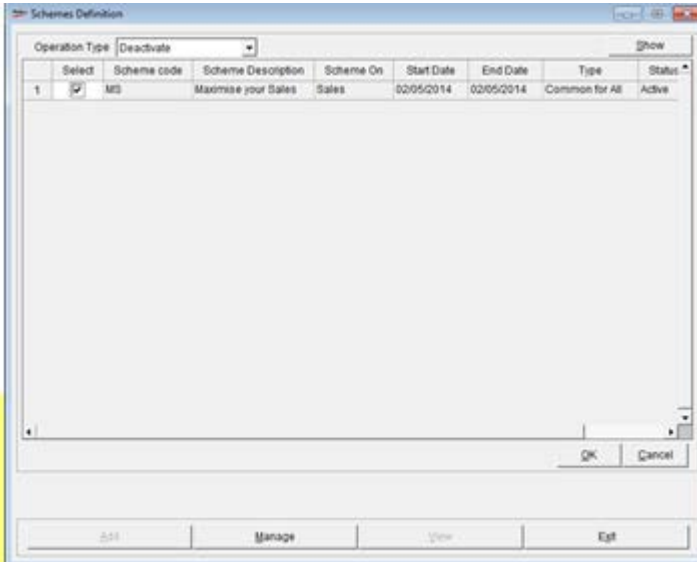 Schemes Definition
Operation Type Deactivate Show
Select Scheme code Scheme Description Scheme On Start Date End Date Type Status
1 MS Maximise your Sales Sales 02/05/2014 02/05/2014 Common for All Active
OK Cancel
Add Manage View Exit